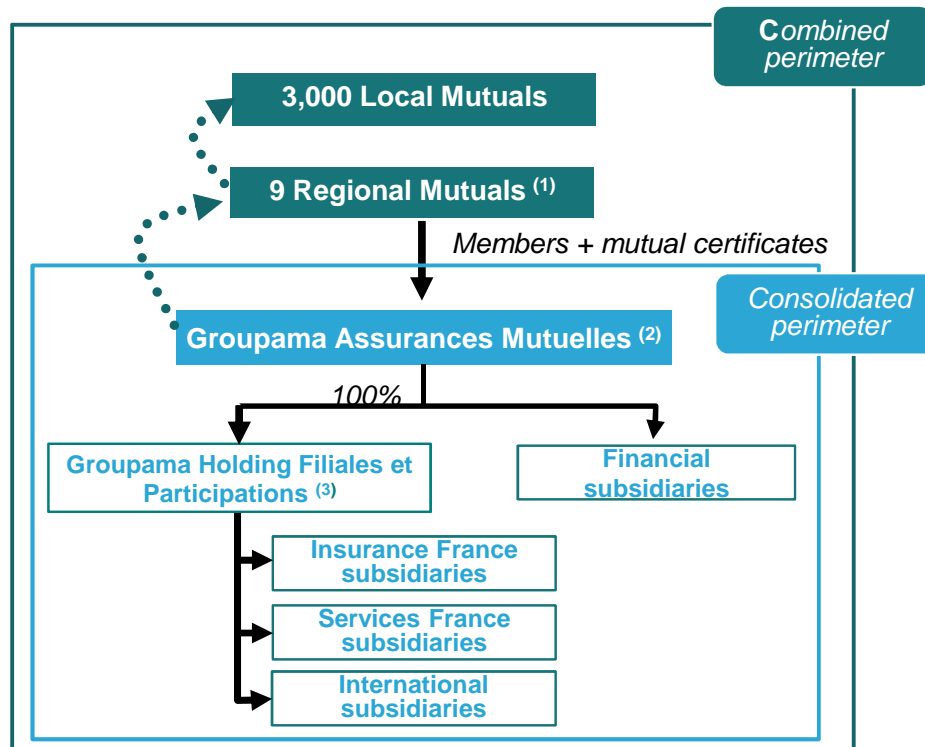 Combined
perimeter
3,000 Local Mutuals
9 Regional Mutuals (1)
Members + mutual certificates
Consolidated
perimeter
Groupama Assurances Mutuelles (2)
100%
Groupama Holding Filiales et
Participations (3)
Financial
subsidiaries
Insurance France
subsidiaries
Services France
subsidiaries
International
subsidiaries